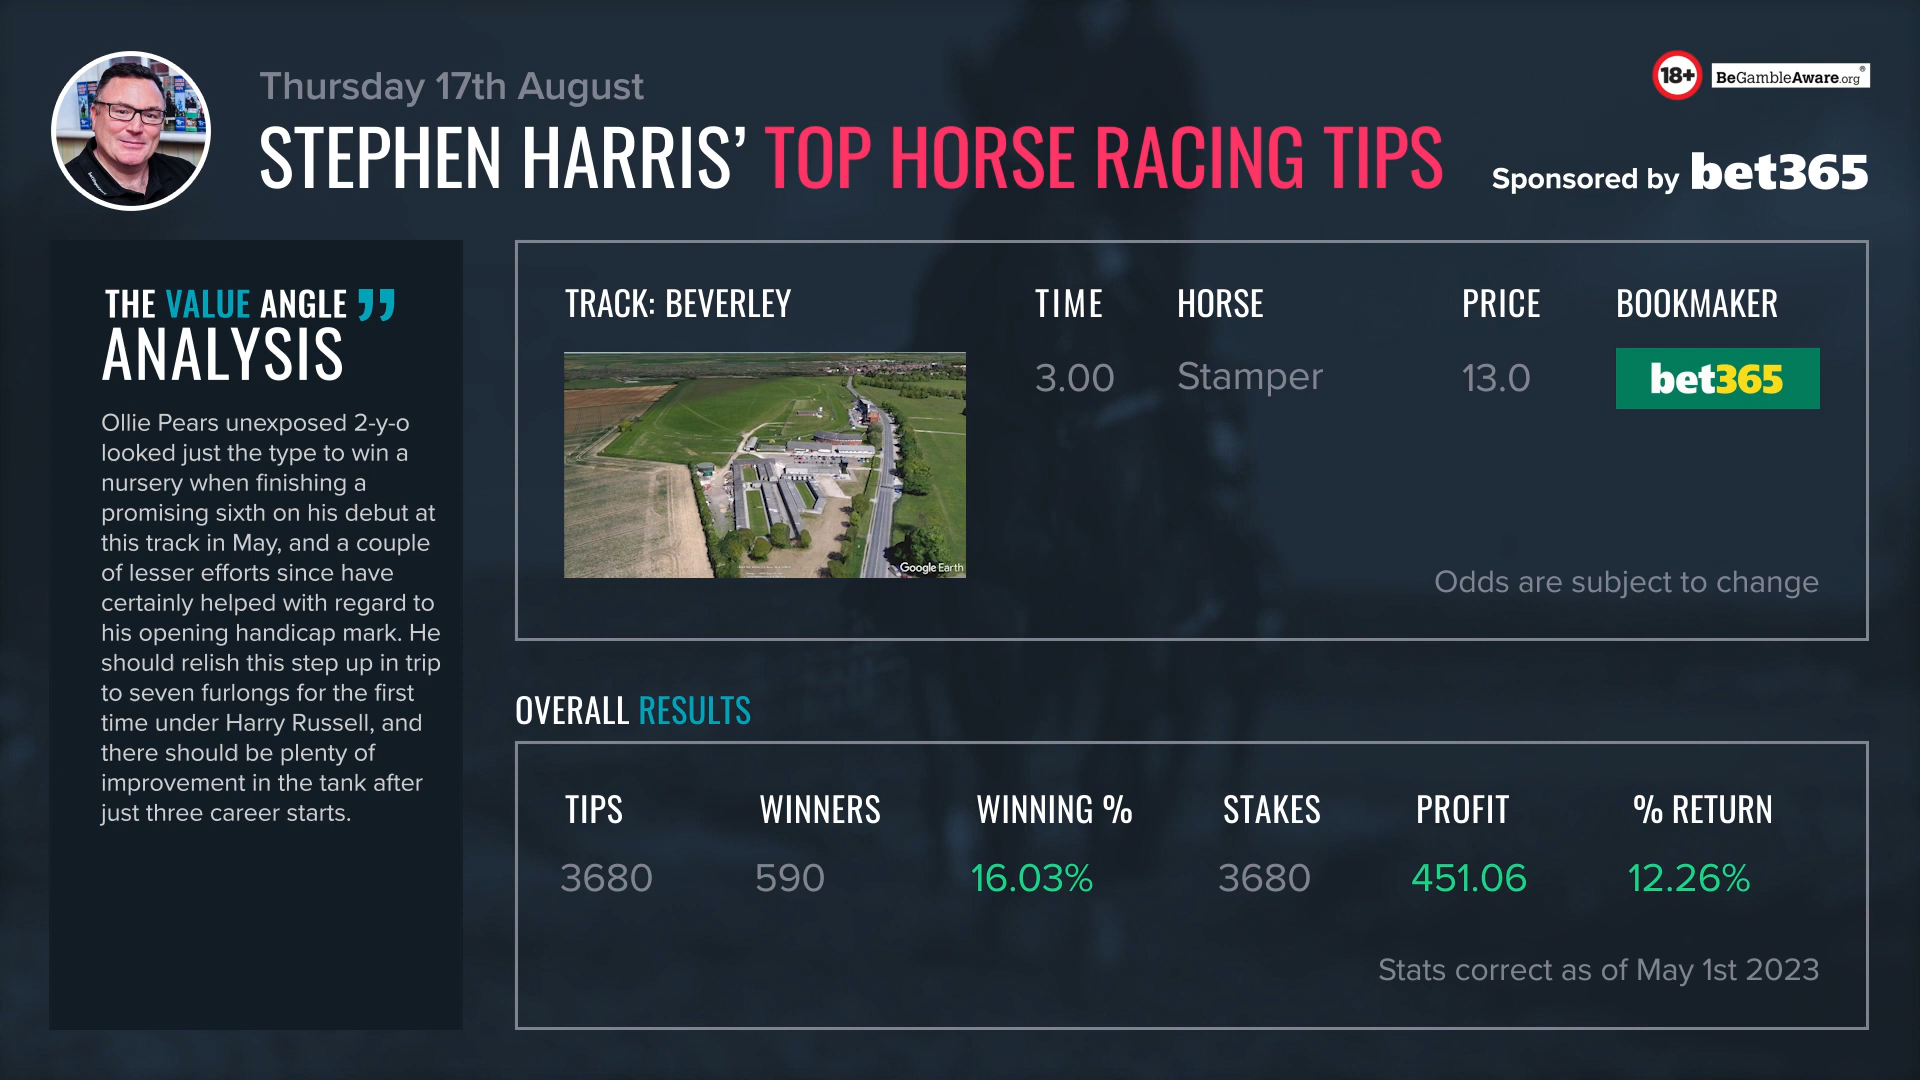 Thursday 17th August
STEPHEN HARRIS’ TOP HORSE RACING TIPS
18+
BeGambleAware.org®
Sponsored by bet365
THE VALUE ANGLE ”
ANALYSIS
Ollie Pears unexposed 2-y-o
looked just the type to win a
nursery when finishing a
promising sixth on his debut at
this track in May, and a couple
of lesser efforts since have
certainly helped with regard to
his opening handicap mark. He
should relish this step up in trip
to seven furlongs for the first
time under Harry Russell, and
there should be plenty of
improvement in the tank after
just three career starts.
TRACK: BEVERLEY TIME HORSE PRICE BOOKMAKER
3.00 Stamper 13.0 bet365
Google Earth
Odds are subject to change
OVERALL RESULTS
TIPS WINNERS WINNING % STAKES PROFIT % RETURN
3680 590 16.03% 3680 451.06 12.26%
Stats correct as of May 1st 2023